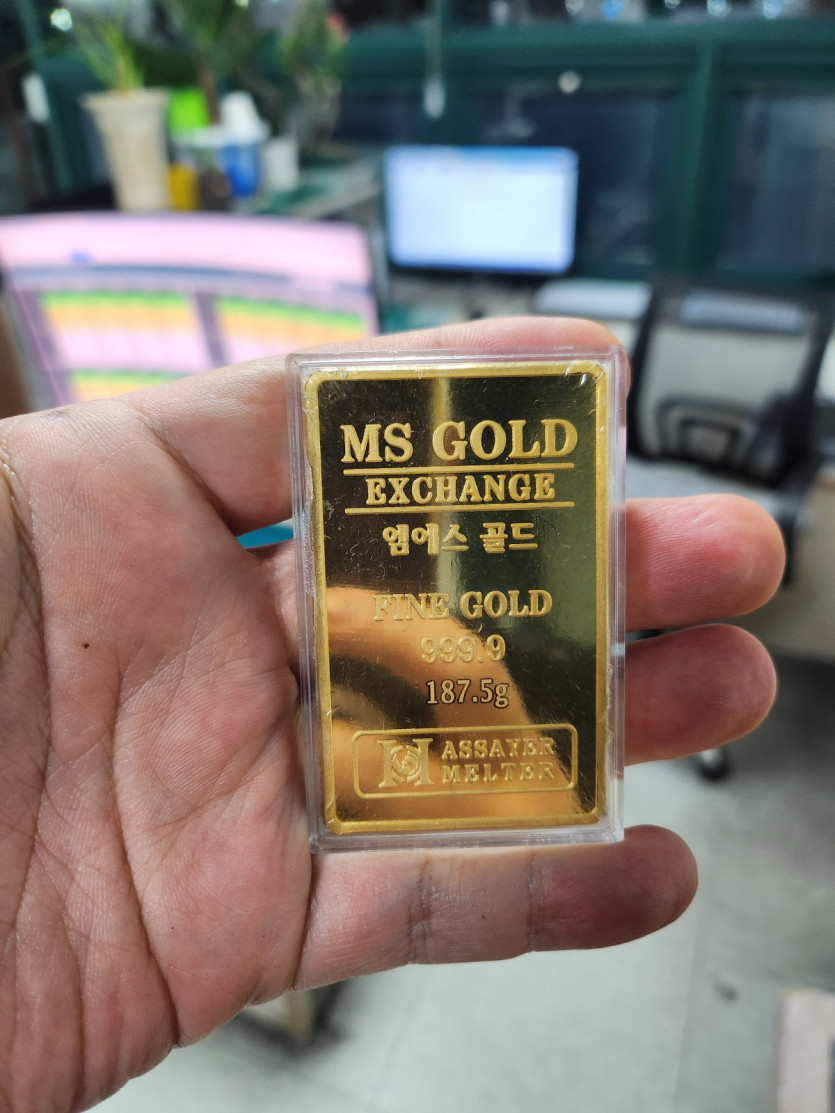 MS GOLD
EXCHANGE
엠에스 골드
FINE GOLD
999.9
187.5g
ASSAYER
MELTER